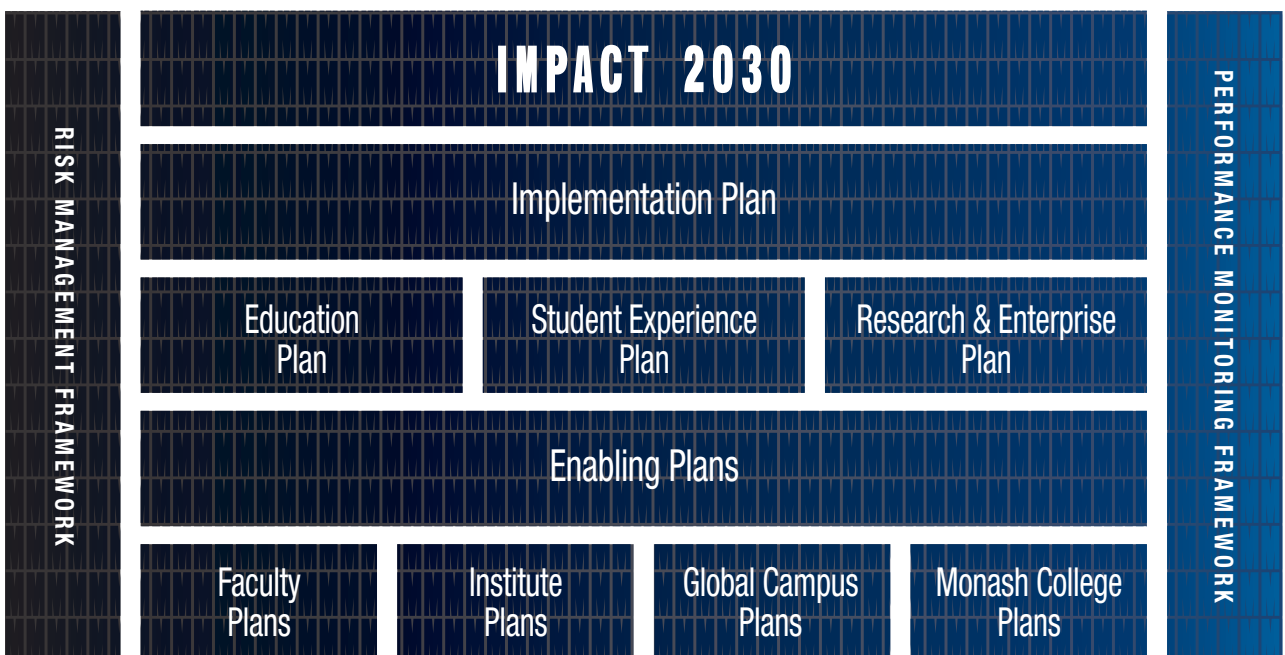 RISK MANAGEMENT FRAMEWORK
IMPACT 2030
Implementation Plan
Education
Plan
Student Experience
Plan
Research & Enterprise
Plan
Enabling Plans
Faculty
Plans
Institute
Plans
Global Campus
Plans
Monash College
Plans
PERFORMANCE MONITORING FRAMEWORK